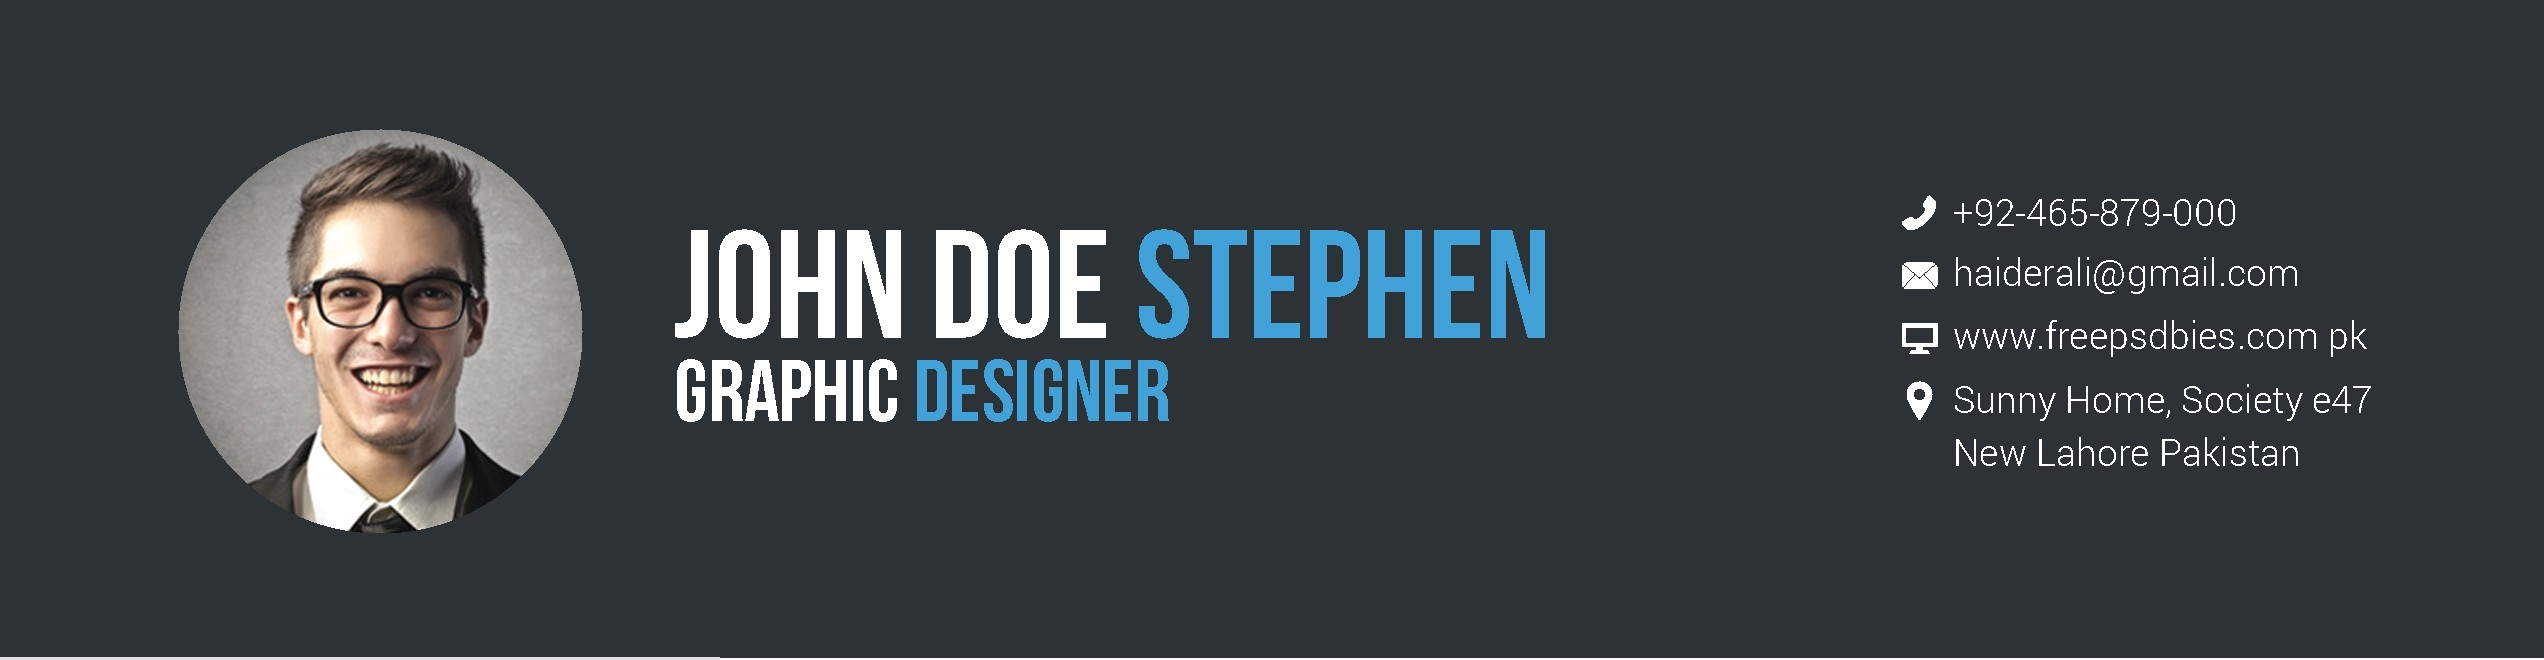 JOHN DOE STEPHEN
GRAPHIC DESIGNER
+92-465-879-000
haiderali@gmail.com
www.freepsdbies.com pk
Sunny Home, Society e47
New Lahore Pakistan